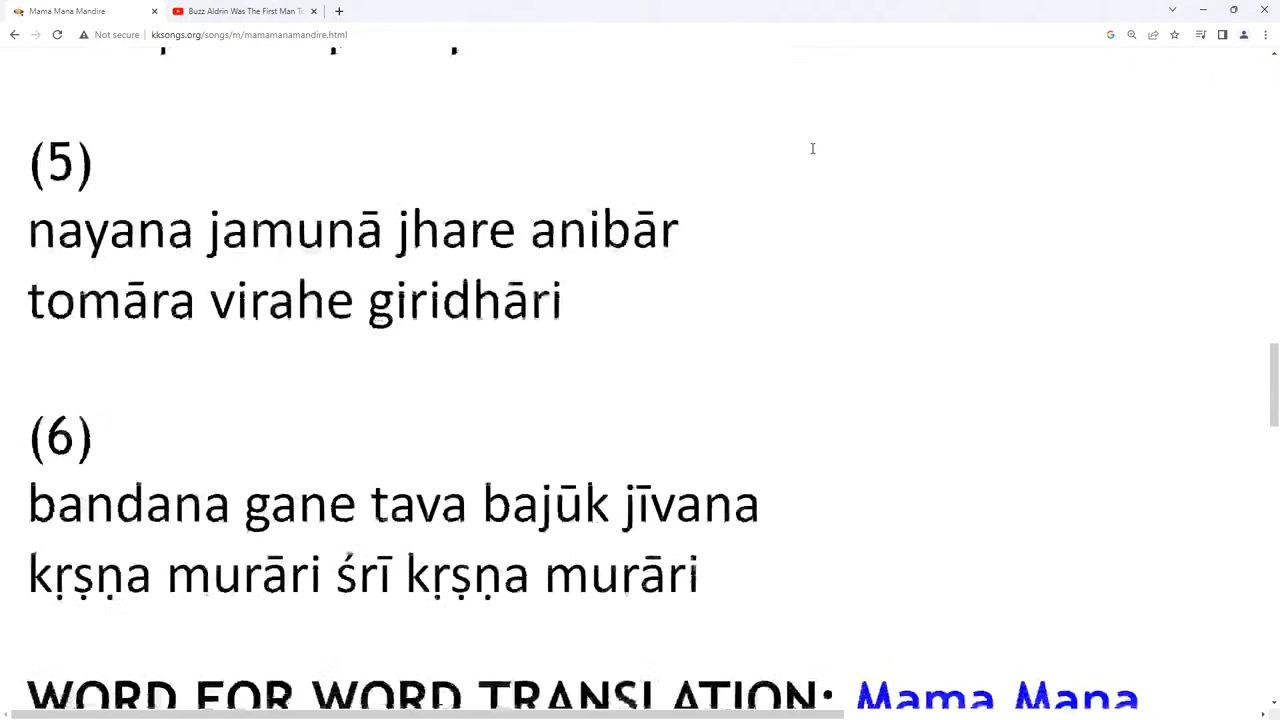 Mama Mana Mandire
Buzz Aldrin Was The First Man To
Not secure
kksongs.org/songs/m/mamamanamandire.html
(5)
nayana jamunā jhare anibār
tomāra virahe giridhāri
(6)
bandana gane tava bajūk jīvana
kṛṣṇa murāri śrī kṛṣṇa murāri
WORD FOR WORD TRANSLATION: Mama Mana